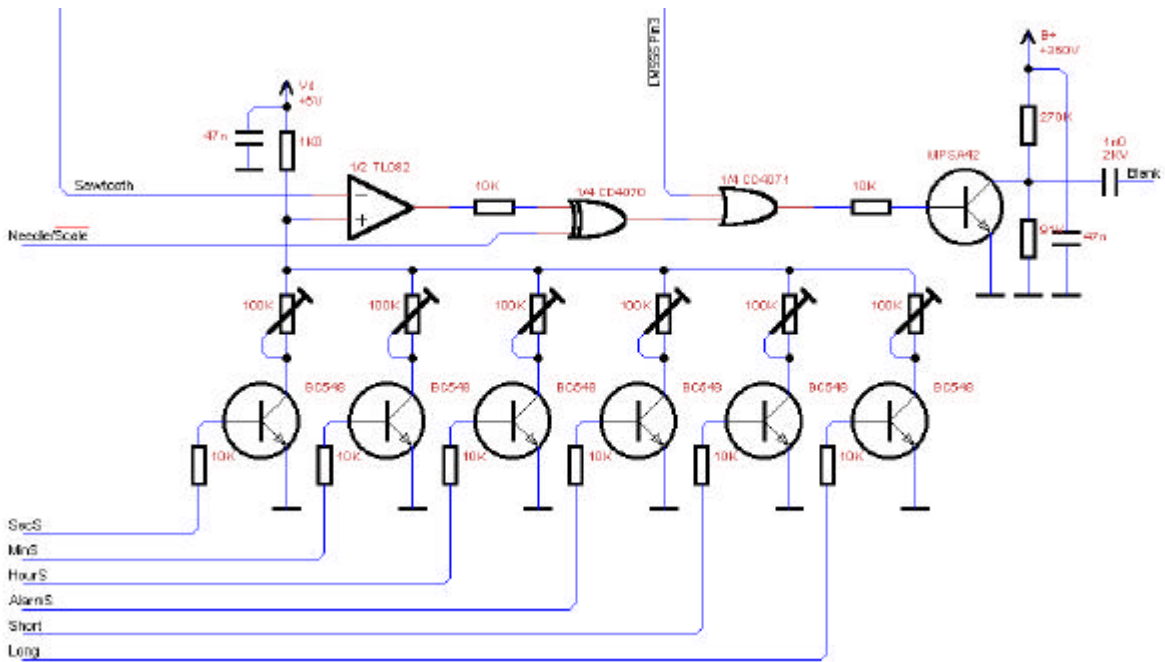 LM555 Pin3
B+
+350V
+5V
47n
1K0
270K
1n0
2KV
MPSA42
1/2 TL082
1/4 CD4071
Sawtooth
10K
1/4 CD4070
10K
Blank
Needle/Scale
91K
47n
100K
100K
100K
100K
100K
100K
BC548
BC548
BC548
BC548
BC548
BC548
10K
10K
10K
10K
10K
10K
SecS
MinS
HourS
AlarmS
Short
Long